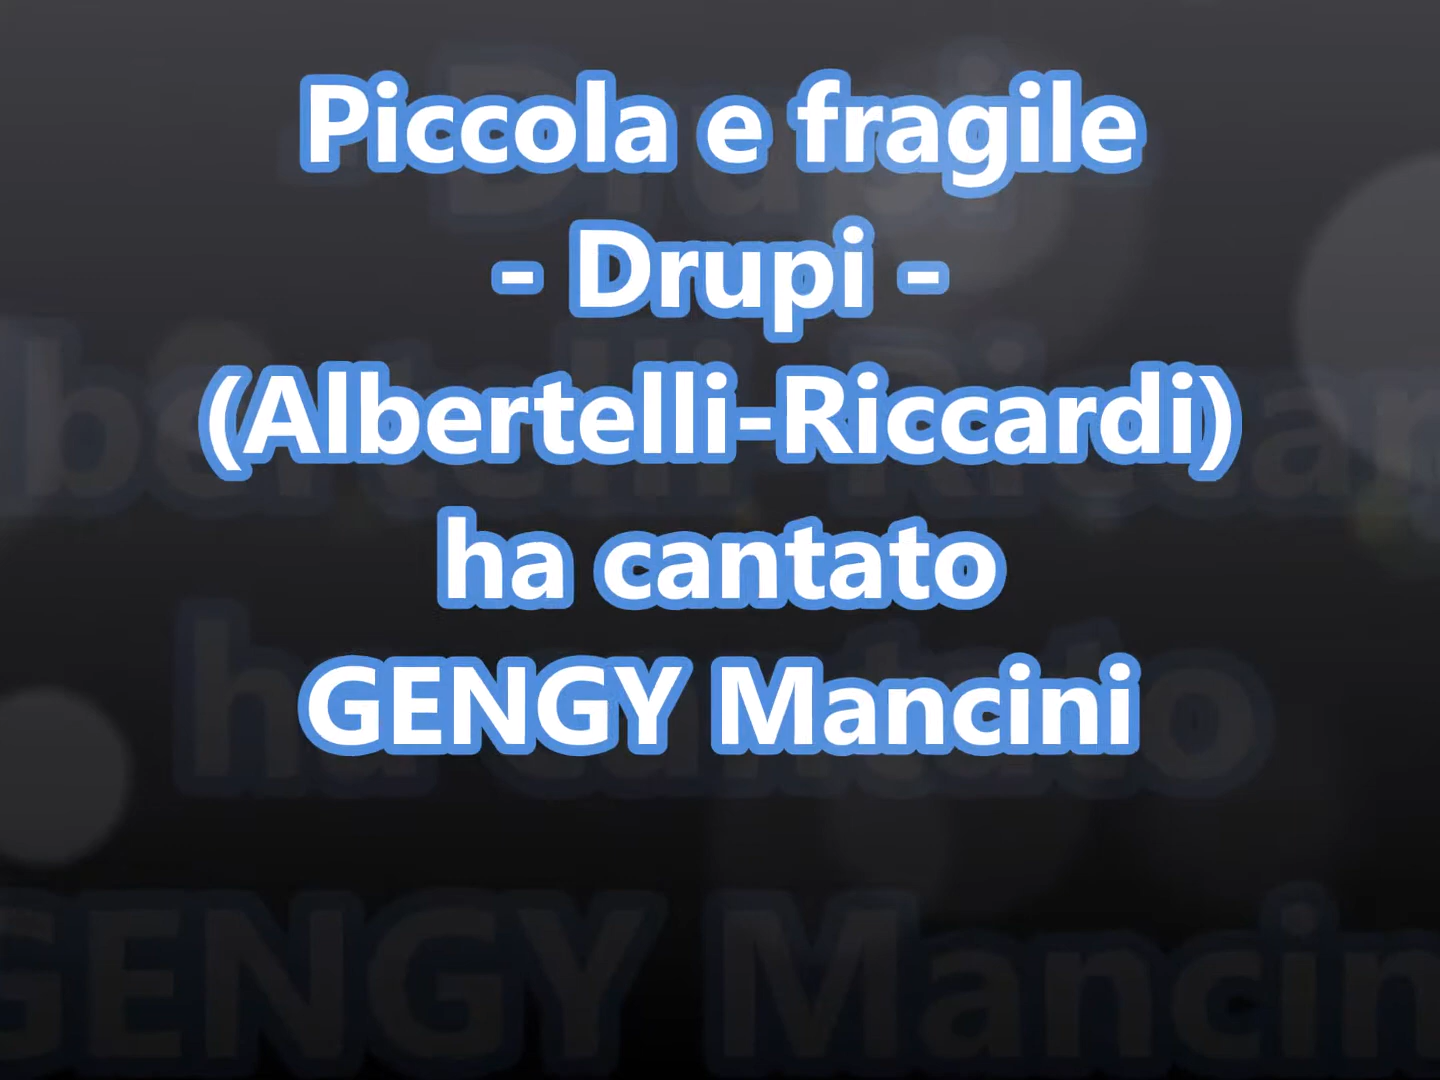 Piccola e fragile
- Drupi -
(Albertelli-Riccardi)
ha cantato
GENGY Mancini